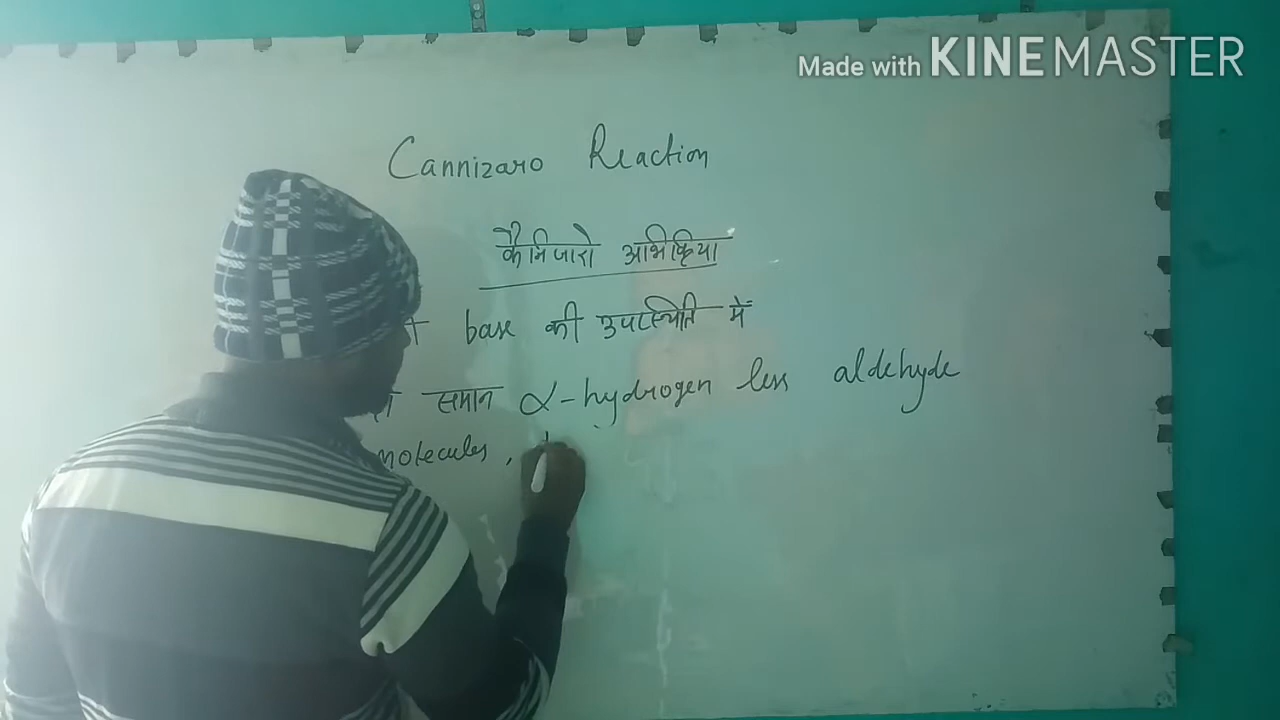 Made with KINEMASTER
Cannizaro Reaction
कैनिजारो अभिक्रिया
base की उपस्थिति में
समान α-hydrogen less aldehyde
molecules,